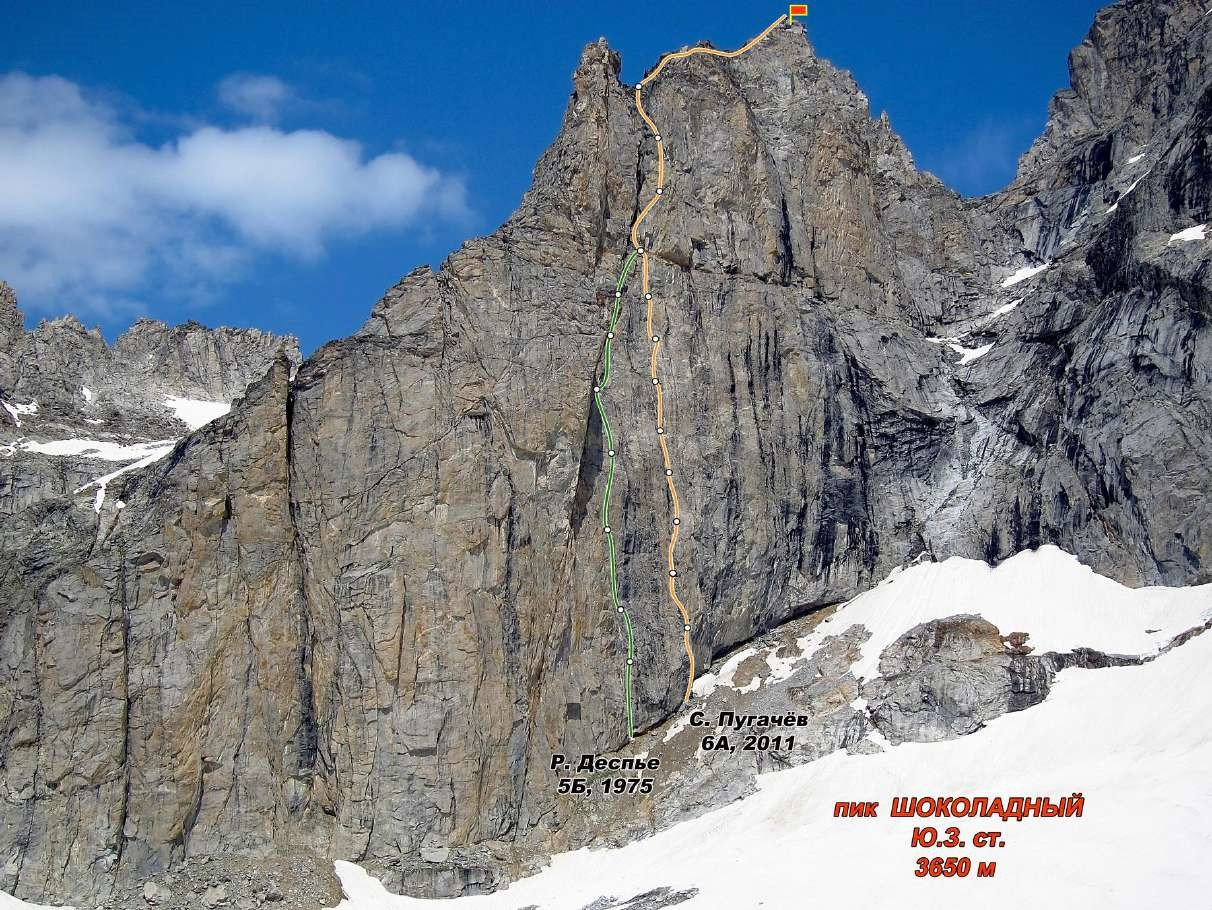 С. Пугачёв
6А, 2011
Р. Деспье
5Б, 1975
пик ШОКОЛАДНЫЙ
Ю.З. ст.
3650 м